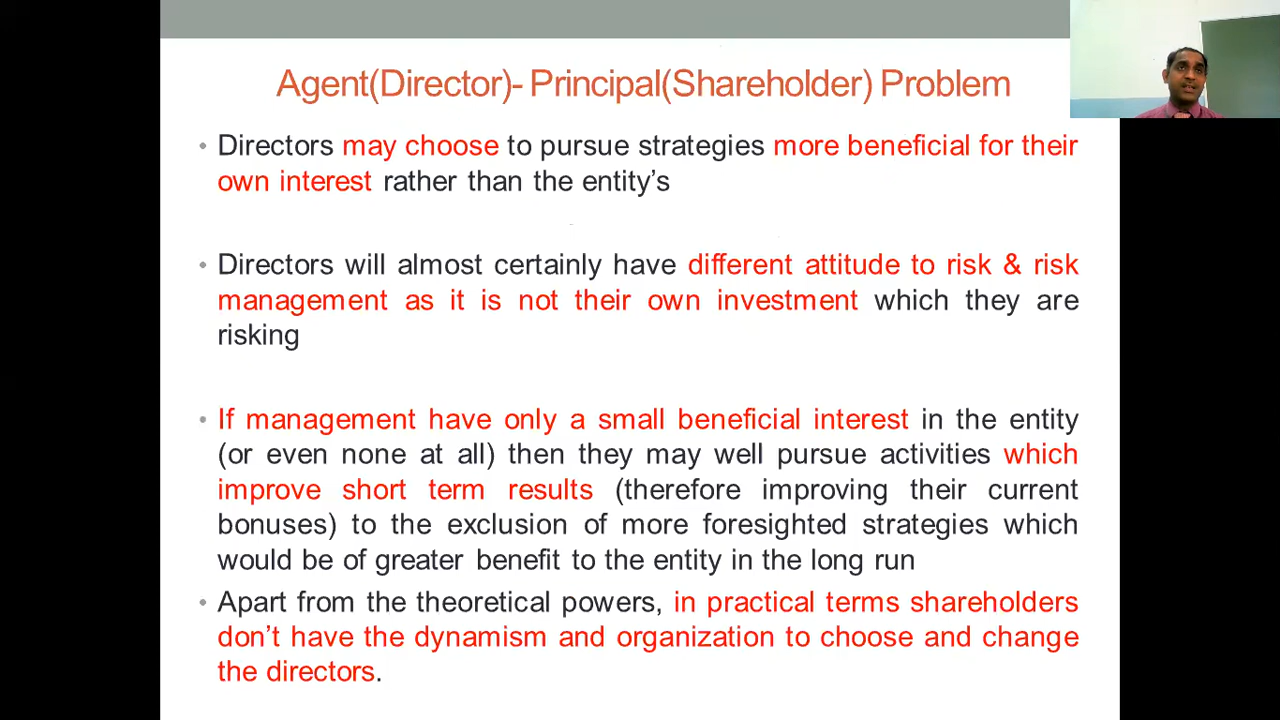 Agent(Director)- Principal(Shareholder) Problem
• Directors may choose to pursue strategies more beneficial for their
own interest rather than the entity’s
• Directors will almost certainly have different attitude to risk & risk
management as it is not their own investment which they are
risking
• If management have only a small beneficial interest in the entity
(or even none at all) then they may well pursue activities which
improve short term results (therefore improving their current
bonuses) to the exclusion of more foresighted strategies which
would be of greater benefit to the entity in the long run
• Apart from the theoretical powers, in practical terms shareholders
don’t have the dynamism and organization to choose and change
the directors.